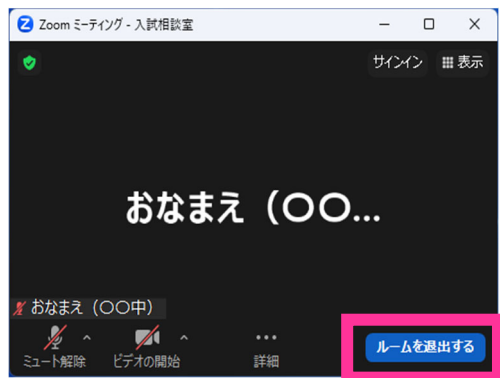 Zoom ミーティング - 入試相談室
サインイン 表示
おなまえ（〇〇...
おなまえ（〇〇中）
ミュート解除 ビデオの開始 詳細 ルームを退出する